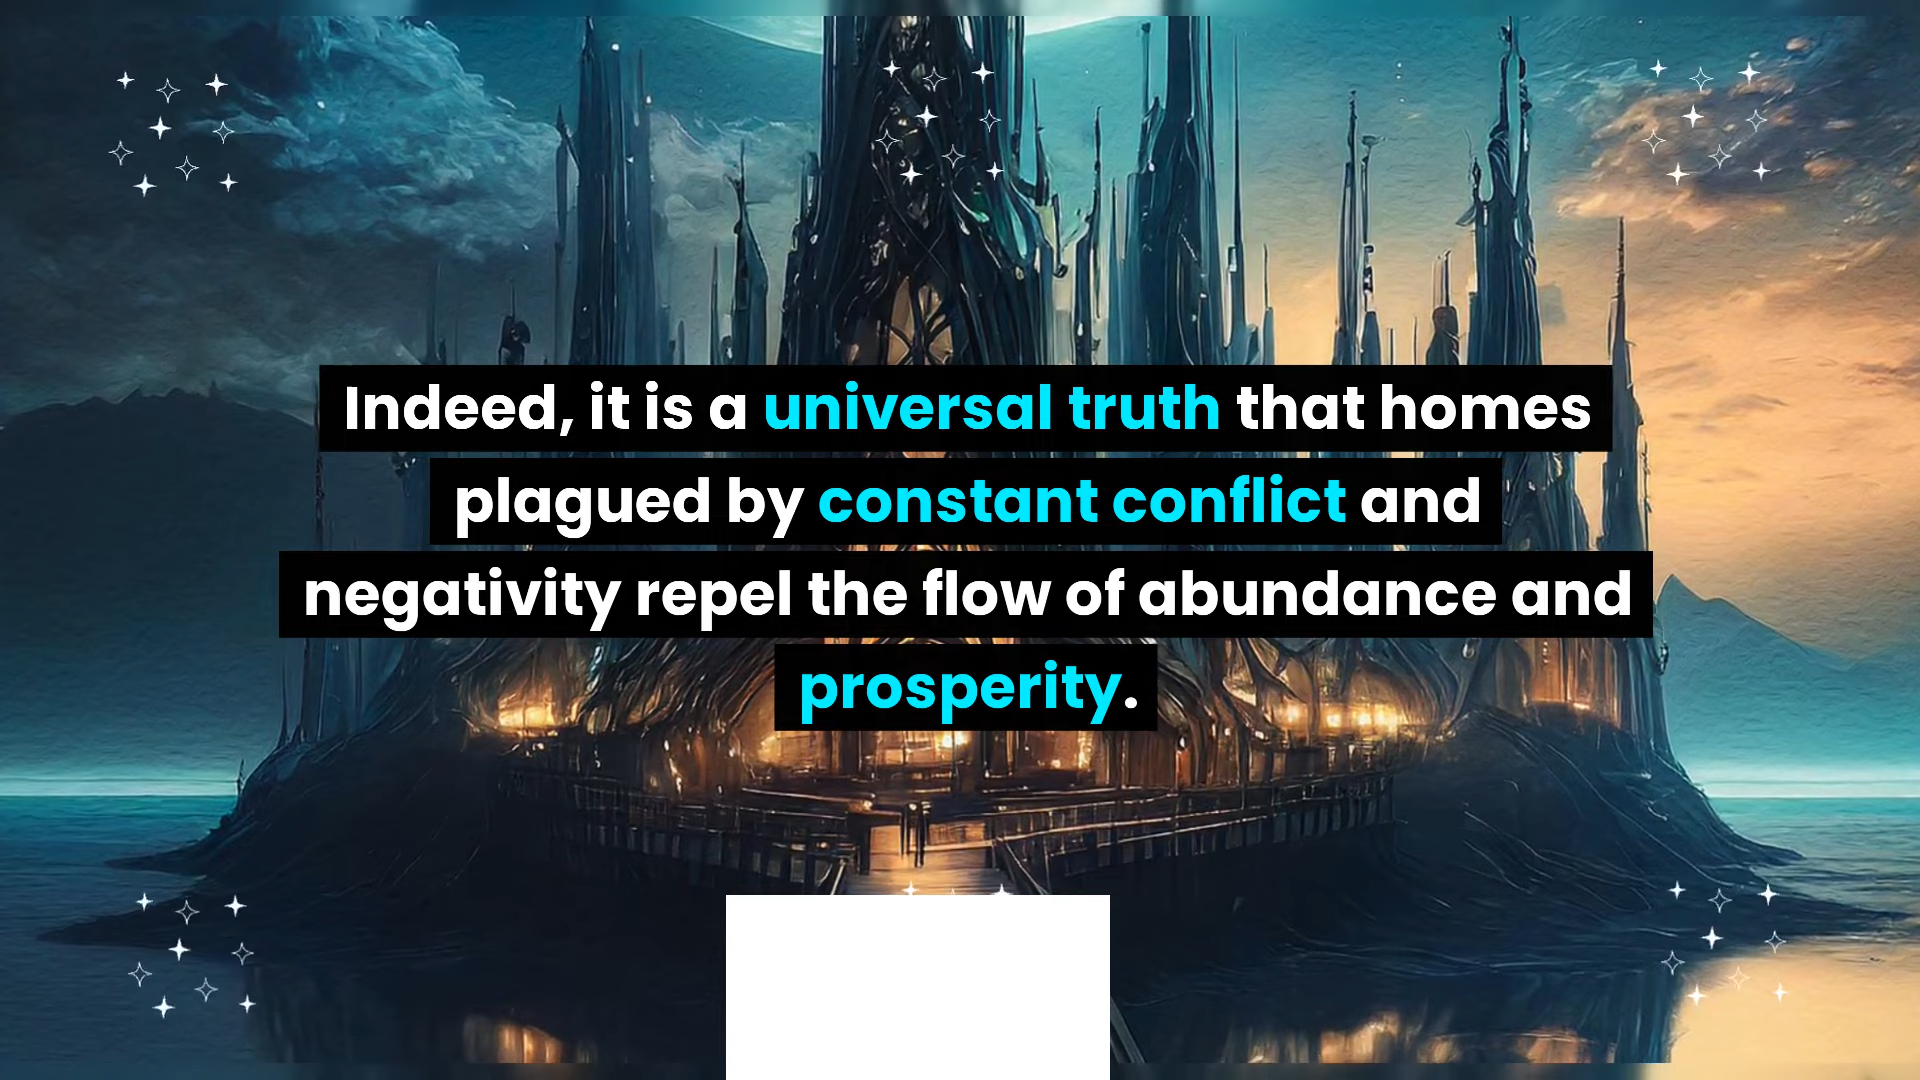 Indeed, it is a universal truth that homes
plagued by constant conflict and
negativity repel the flow of abundance and
prosperity.